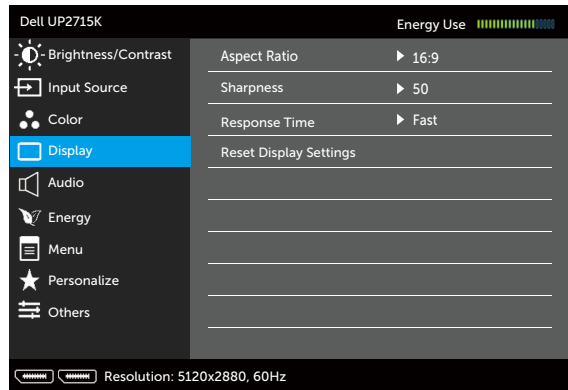 Dell UP2715K Energy Use
Brightness/Contrast
Input Source
Color
Display
Audio
Energy
Menu
Personalize
Others
Aspect Ratio 16:9
Sharpness 50
Response Time Fast
Reset Display Settings
Resolution: 5120x2880, 60Hz